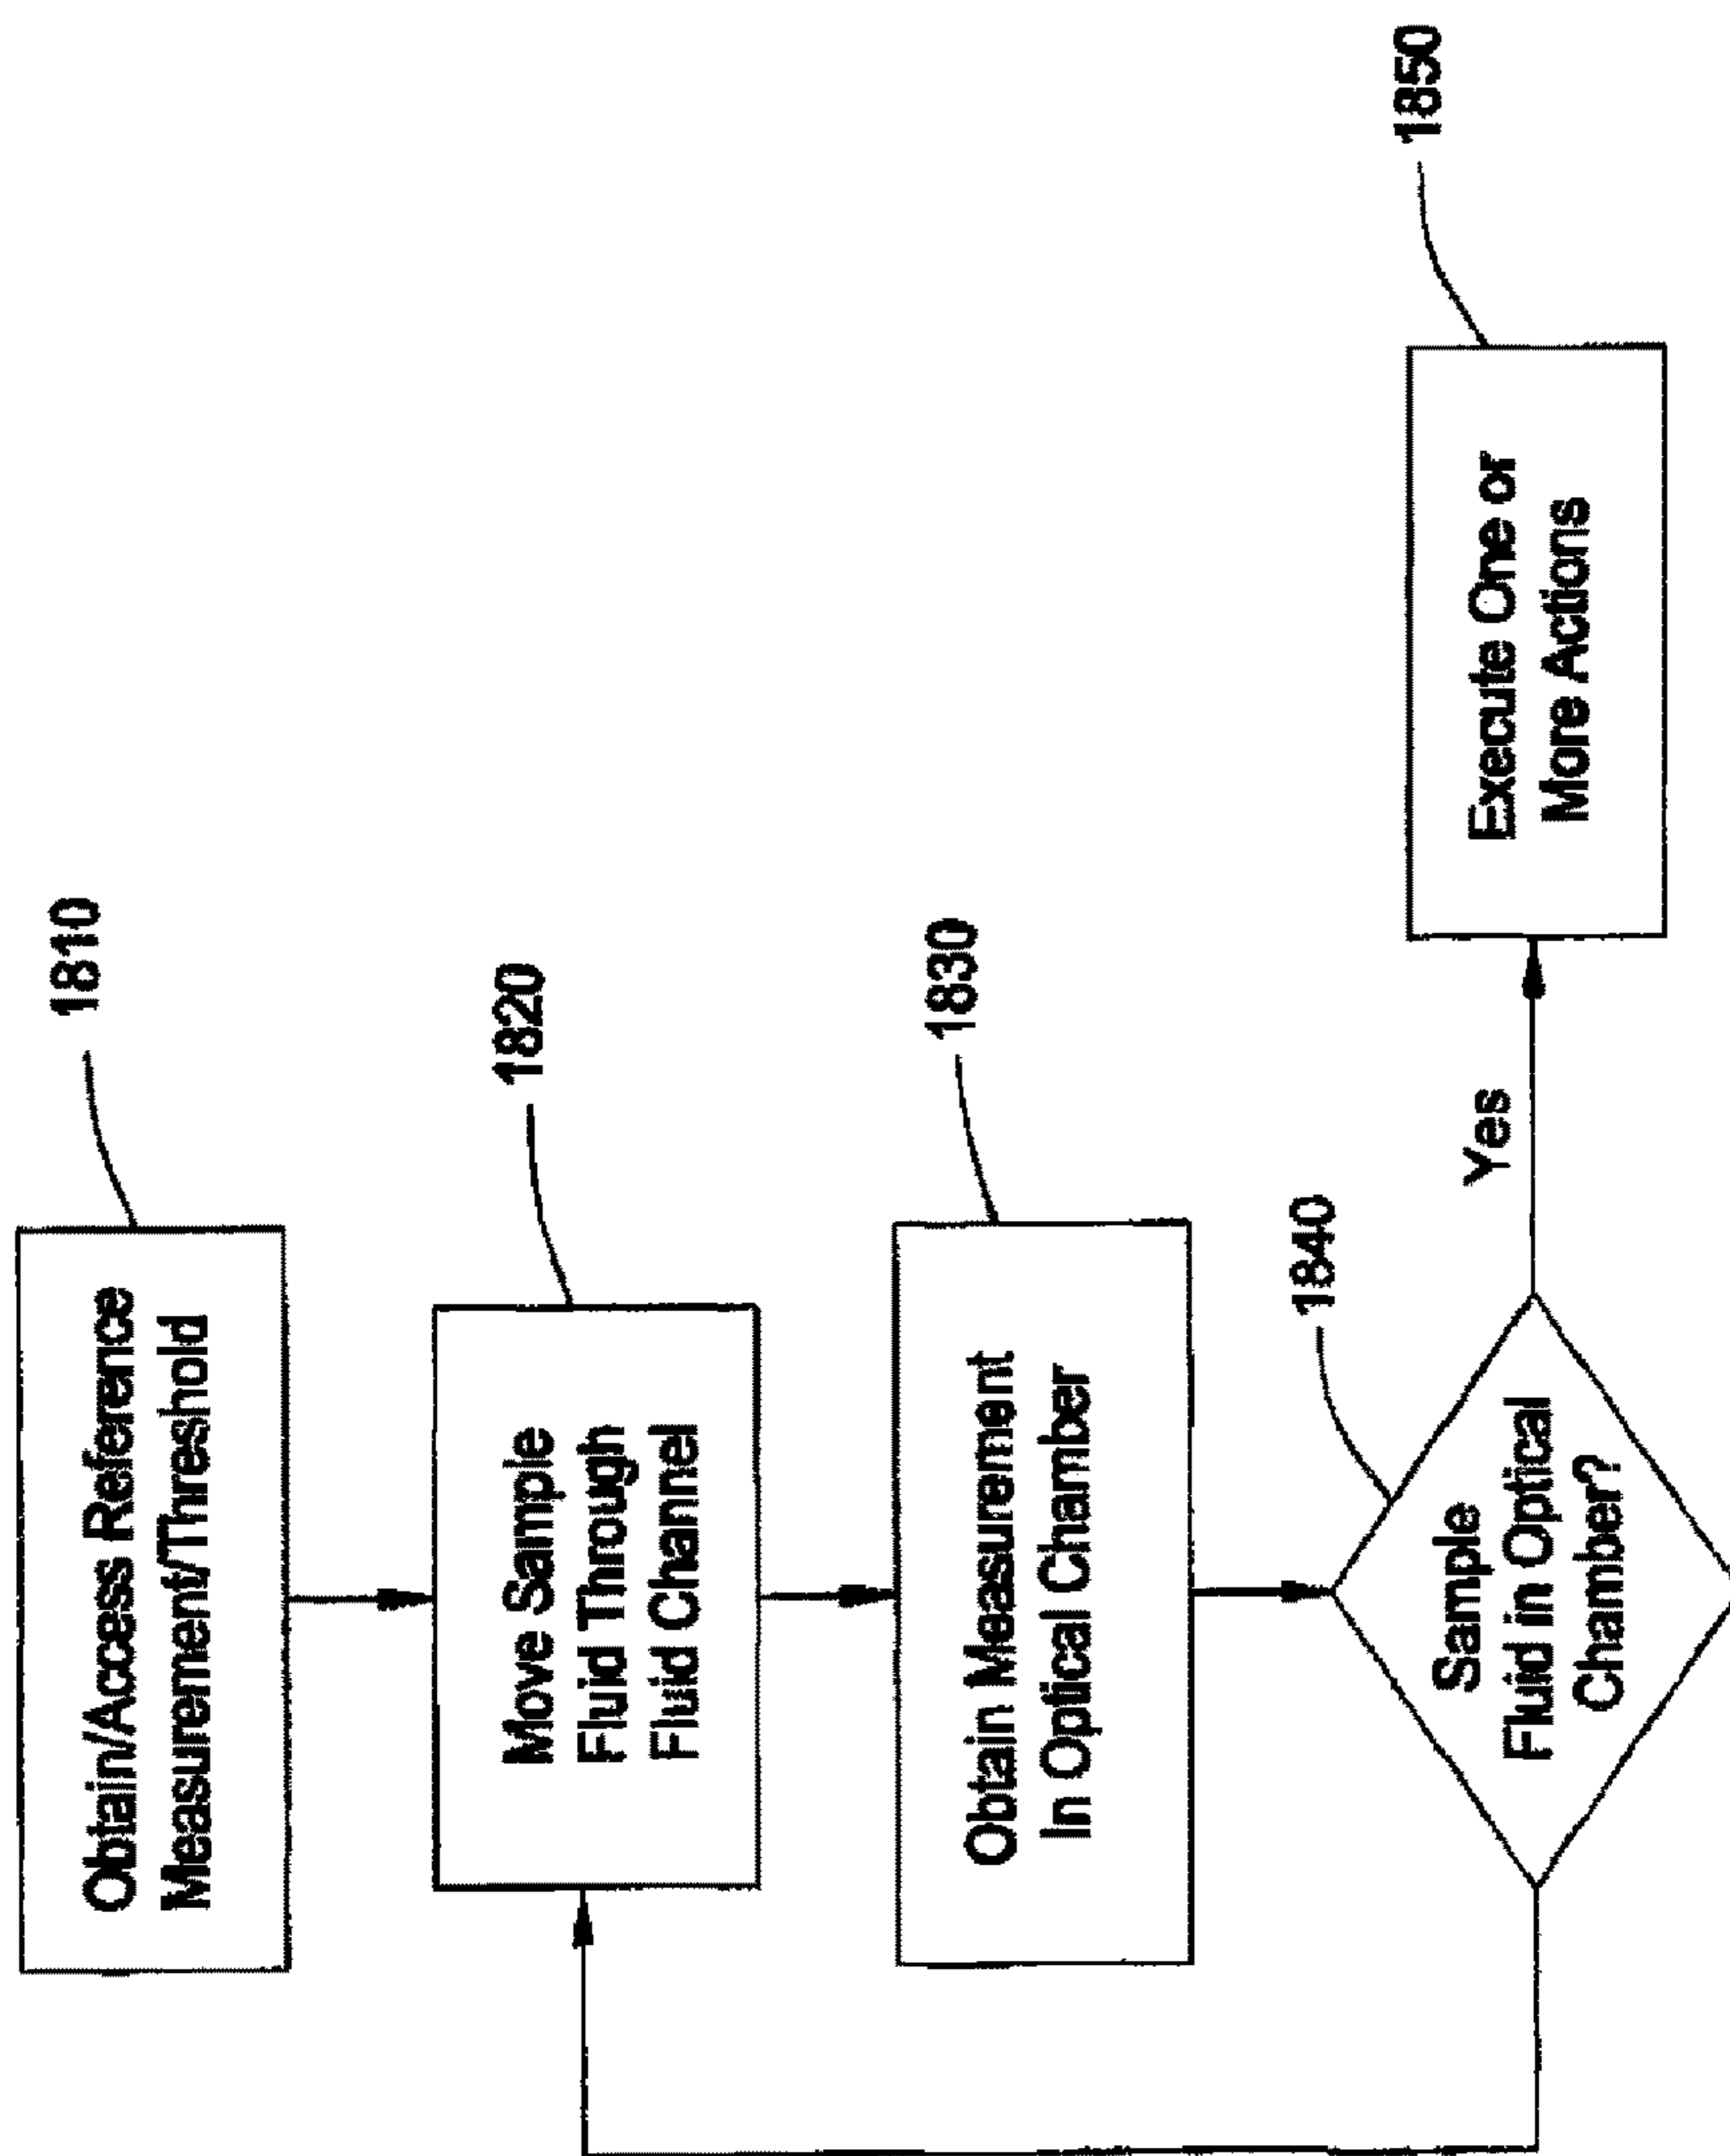 1810
Obtain/Access Reference
Measurement/Threshold
1820
Move Sample
Fluid Through
Fluid Channel
1830
Obtain Measurement
In Optical Chamber
1840
Sample
Fluid in Optical
Chamber?
Yes
1850
Execute One or
More Actions